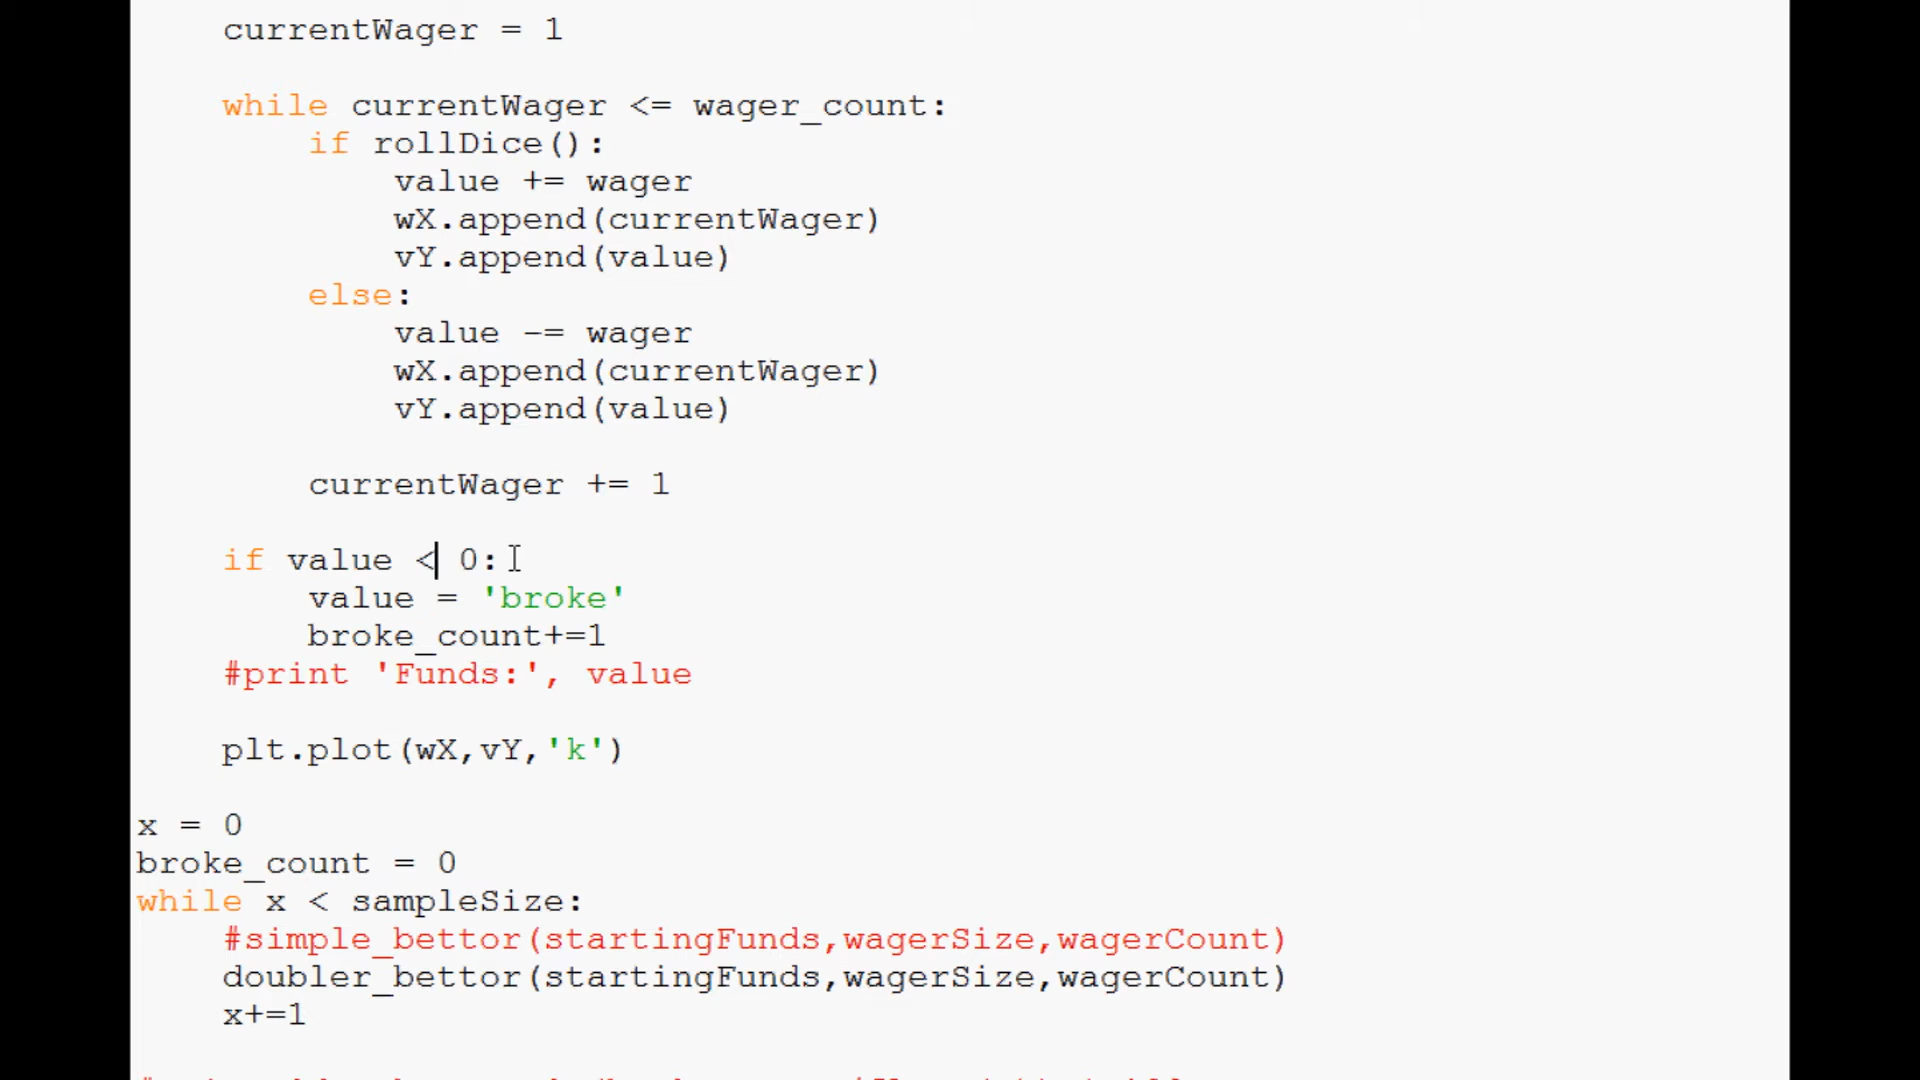 currentWager = 1
while currentWager <= wager_count:
if rollDice():
value += wager
wX.append(currentWager)
vY.append(value)
else:
value -= wager
wX.append(currentWager)
vY.append(value)
currentWager += 1
if value < 0:
value = 'broke'
broke_count+=1
#print 'Funds:', value
plt.plot(wX,vY,'k')
x = 0
broke_count = 0
while x < sampleSize:
#simple_bettor(startingFunds,wagerSize,wagerCount)
doubler_bettor(startingFunds,wagerSize,wagerCount)
x+=1